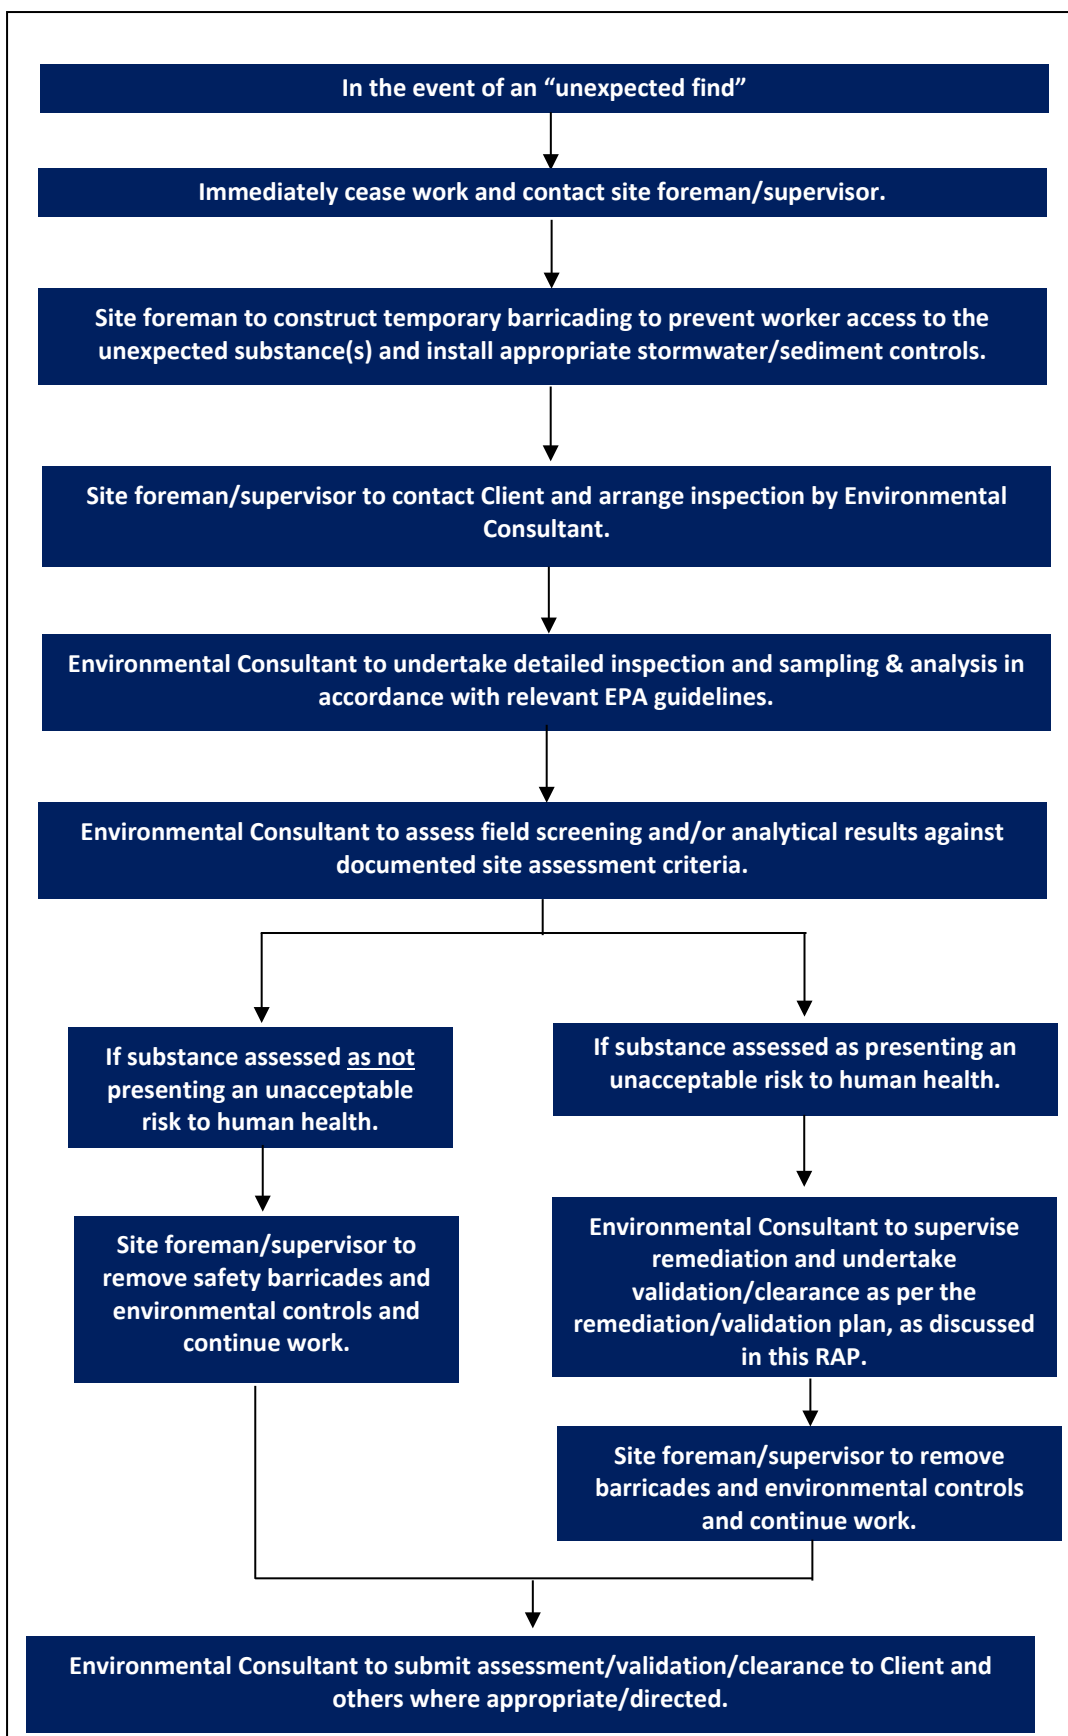 In the event of an “unexpected find”
Immediately cease work and contact site foreman/supervisor.
Site foreman to construct temporary barricading to prevent worker access to the
unexpected substance(s) and install appropriate stormwater/sediment controls.
Site foreman/supervisor to contact Client and arrange inspection by Environmental
Consultant.
Environmental Consultant to undertake detailed inspection and sampling & analysis in
accordance with relevant EPA guidelines.
Environmental Consultant to assess field screening and/or analytical results against
documented site assessment criteria.
If substance assessed as not
presenting an unacceptable
risk to human health.
If substance assessed as presenting an
unacceptable risk to human health.
Site foreman/supervisor to
remove safety barricades and
environmental controls and
continue work.
Environmental Consultant to supervise
remediation and undertake
validation/clearance as per the
remediation/validation plan, as discussed
in this RAP.
Site foreman/supervisor to remove
barricades and environmental controls
and continue work.
Environmental Consultant to submit assessment/validation/clearance to Client and
others where appropriate/directed.